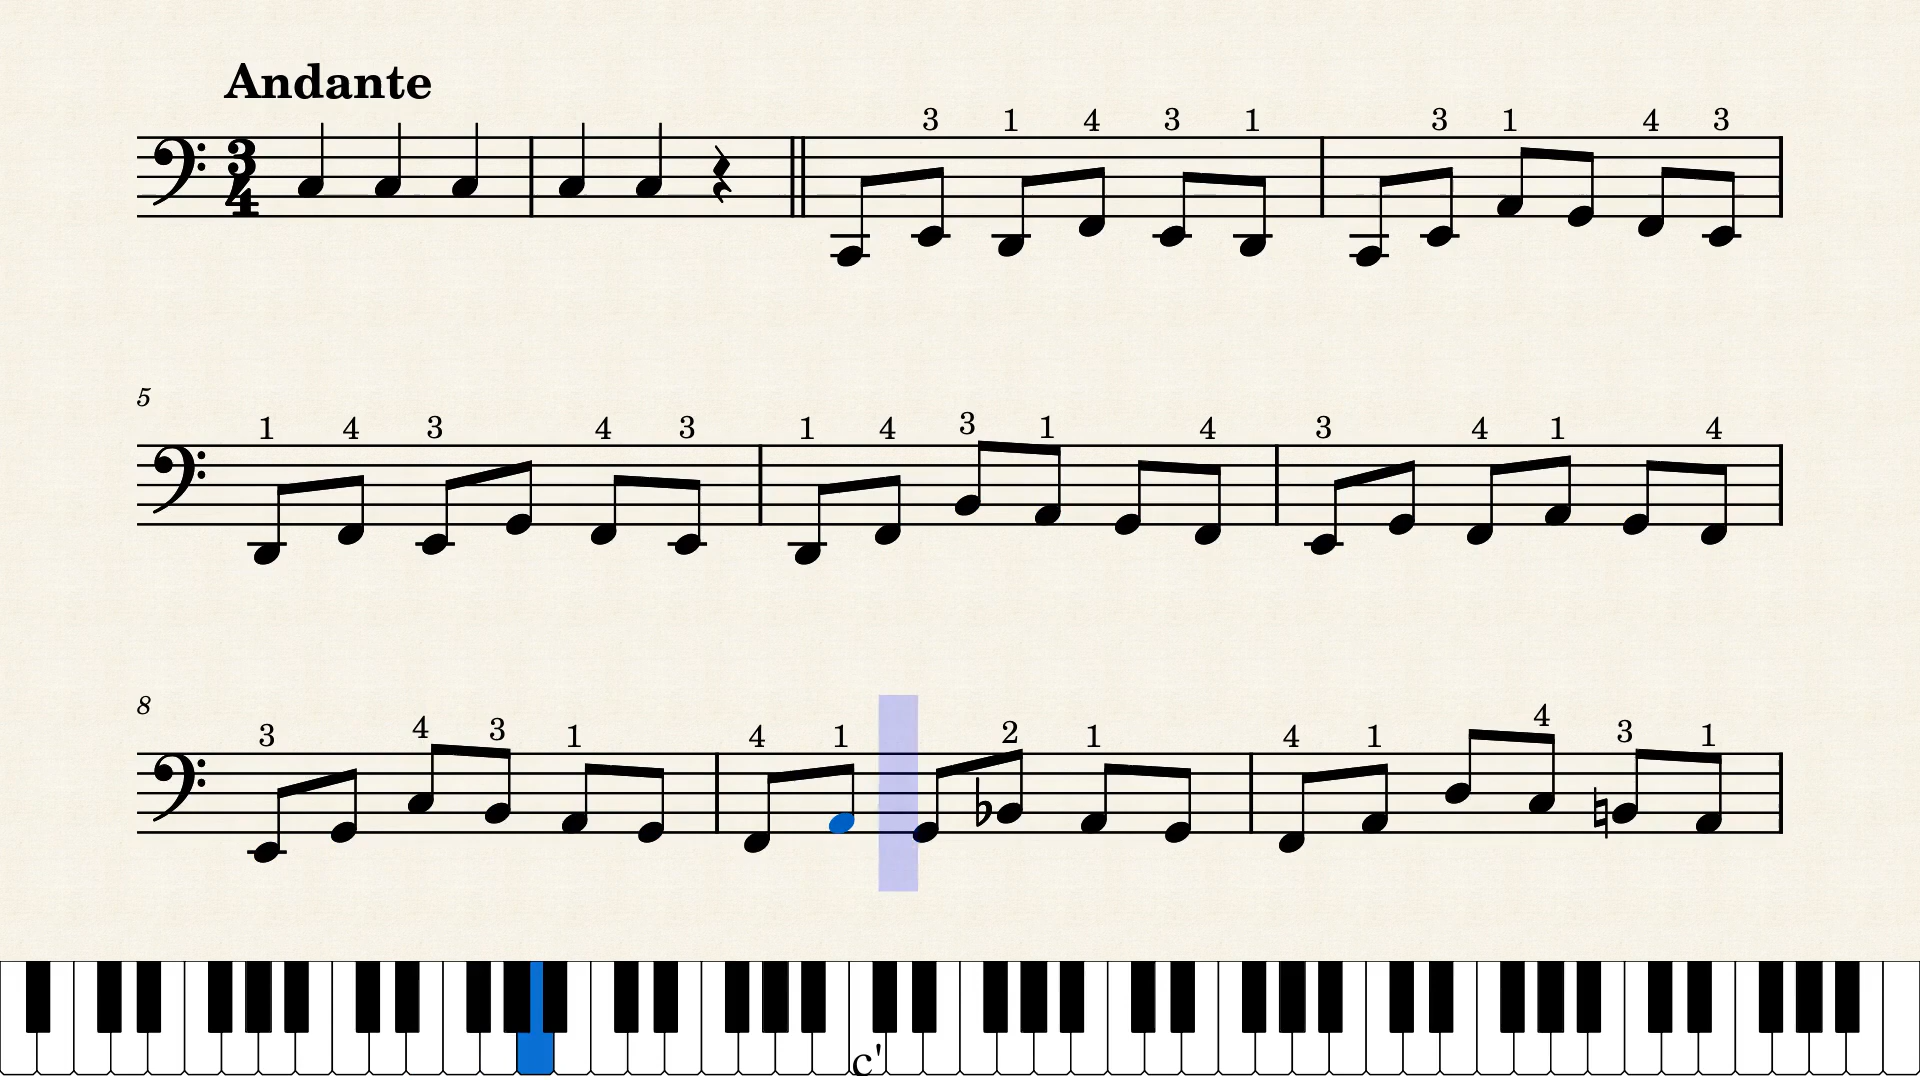 Andante
3
4
3 1 4 3 1 3 1 4 3
5
1 4 3 4 3 1 4 3 1 4 3 4 1 4
8
3 4 3 1 4 1 2 1 4 1 4 3 1
c'